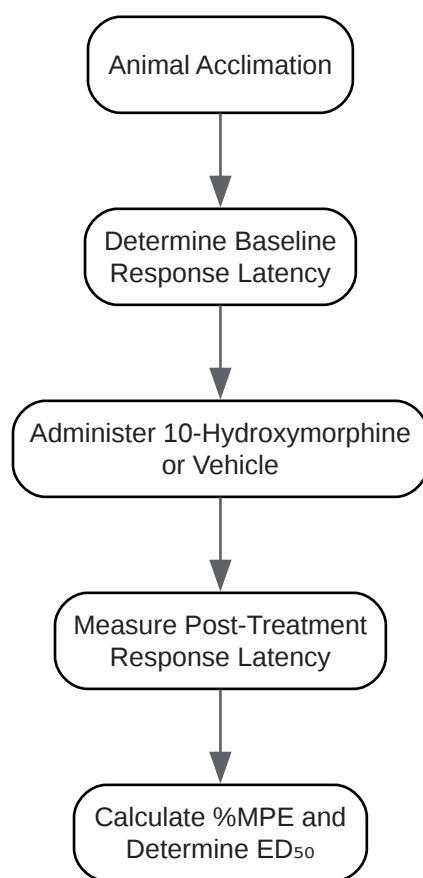 Animal Acclimation
Determine Baseline
Response Latency
Administer 10-Hydroxymorphine
or Vehicle
Measure Post-Treatment
Response Latency
Calculate %MPE and
Determine ED₅₀